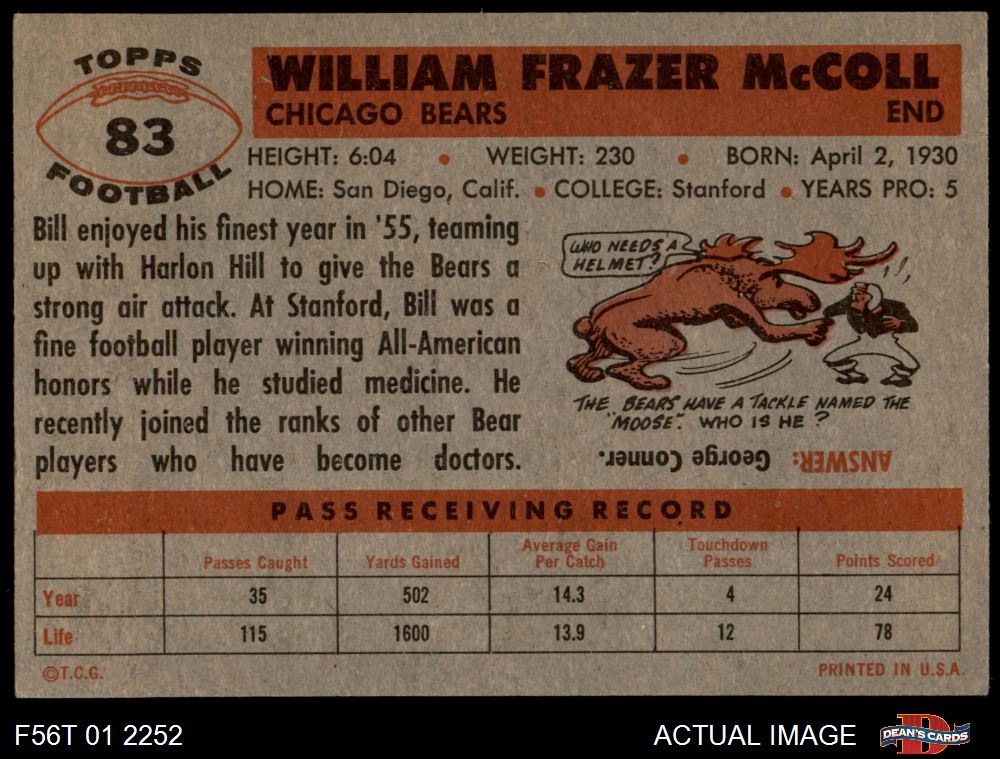 TOPPS
83
FOOTBALL
WILLIAM FRAZER McCOLL
CHICAGO BEARS END
HEIGHT: 6:04 • WEIGHT: 230 • BORN: April 2, 1930
HOME: San Diego, Calif. • COLLEGE: Stanford • YEARS PRO: 5
Bill enjoyed his finest year in '55, teaming
up with Harlon Hill to give the Bears a
strong air attack. At Stanford, Bill was a
fine football player winning All-American
honors while he studied medicine. He
recently joined the ranks of other Bear
players who have become doctors.
WHO NEEDS A
HELMET?
THE BEARS HAVE A TACKLE NAMED THE
"MOOSE". WHO IS HE?
ANSWER: George Conner.
PASS RECEIVING RECORD
Passes Caught Yards Gained Average Gain Per Catch Touchdown Passes Points Scored
Year 35 502 14.3 4 24
Life 115 1600 13.9 12 78
©T.C.G. PRINTED IN U.S.A.
F56T 01 2252 ACTUAL IMAGE DEAN'S CARDS